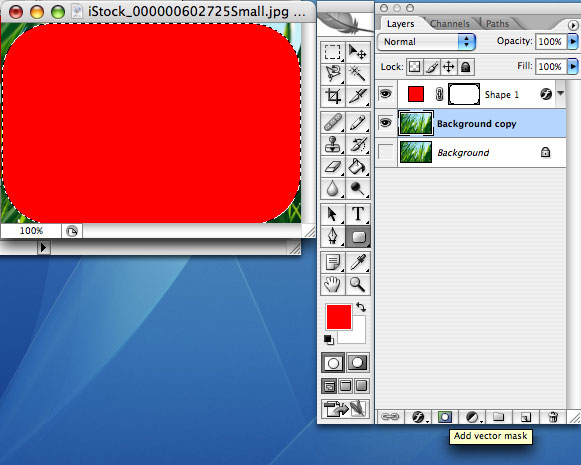 iStock_000000602725Small.jpg ...
100%
Layers
Channels
Paths
Normal
Opacity: 100%
Lock:
Fill: 100%
Shape 1
Background copy
Background
Add vector mask